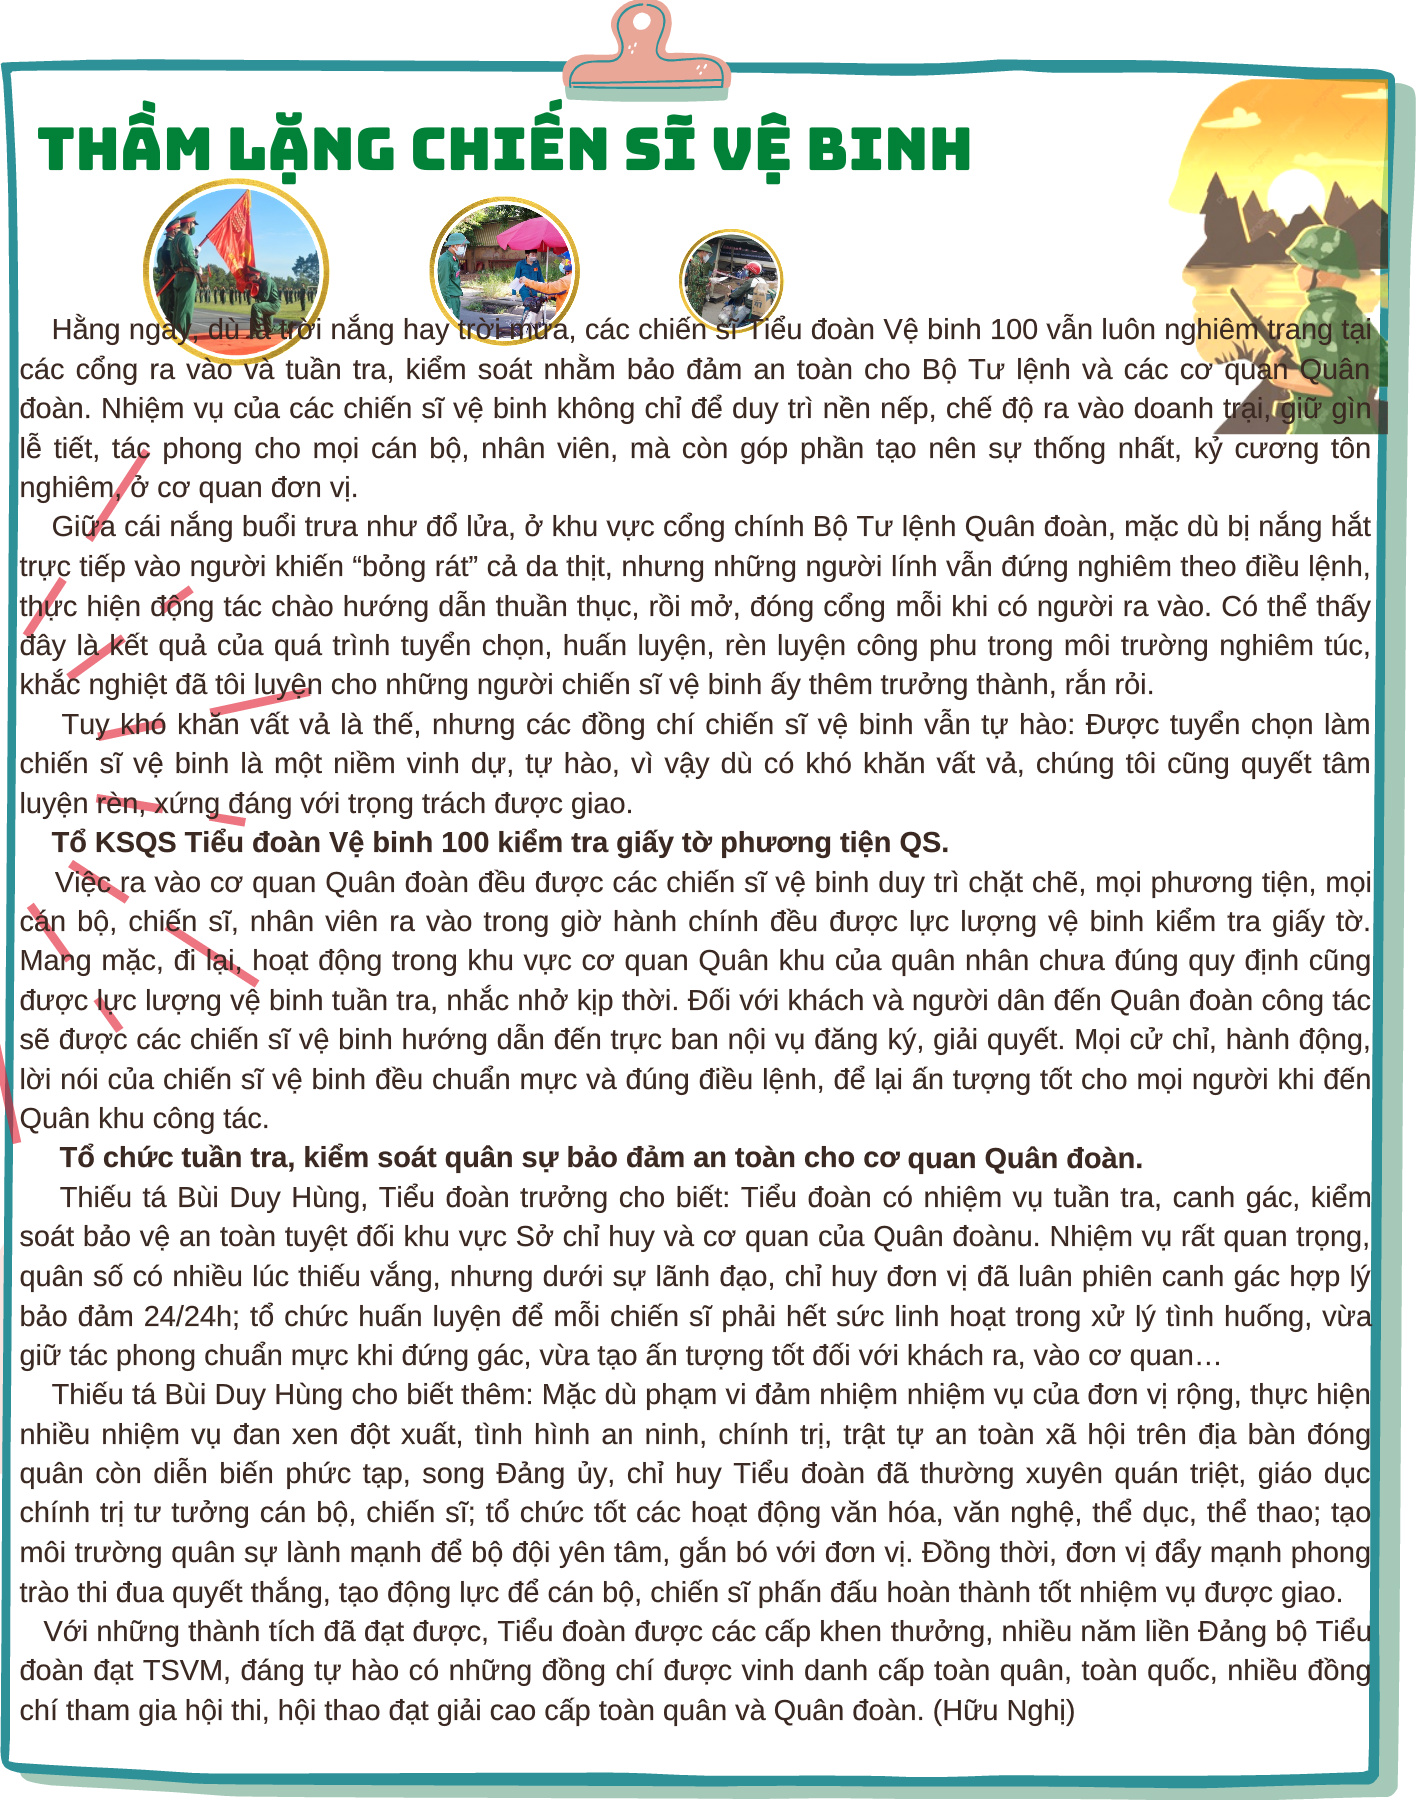 THẦM LẶNG CHIẾN SĨ VỆ BINH
Hằng ngày, dù là trời nắng hay trời mưa, các chiến sĩ Tiểu đoàn Vệ binh 100 vẫn luôn nghiêm trang tại
các cổng ra vào và tuần tra, kiểm soát nhằm bảo đảm an toàn cho Bộ Tư lệnh và các cơ quan Quân
đoàn. Nhiệm vụ của các chiến sĩ vệ binh không chỉ để duy trì nền nếp, chế độ ra vào doanh trại, giữ gìn
lễ tiết, tác phong cho mọi cán bộ, nhân viên, mà còn góp phần tạo nên sự thống nhất, kỷ cương tôn
nghiêm, ở cơ quan đơn vị.
Giữa cái nắng buổi trưa như đổ lửa, ở khu vực cổng chính Bộ Tư lệnh Quân đoàn, mặc dù bị nắng hắt
trực tiếp vào người khiến “bỏng rát” cả da thịt, nhưng những người lính vẫn đứng nghiêm theo điều lệnh,
thực hiện động tác chào hướng dẫn thuần thục, rồi mở, đóng cổng mỗi khi có người ra vào. Có thể thấy
đây là kết quả của quá trình tuyển chọn, huấn luyện, rèn luyện công phu trong môi trường nghiêm túc,
khắc nghiệt đã tôi luyện cho những người chiến sĩ vệ binh ấy thêm trưởng thành, rắn rỏi.
Tuy khó khăn vất vả là thế, nhưng các đồng chí chiến sĩ vệ binh vẫn tự hào: Được tuyển chọn làm
chiến sĩ vệ binh là một niềm vinh dự, tự hào, vì vậy dù có khó khăn vất vả, chúng tôi cũng quyết tâm
luyện rèn, xứng đáng với trọng trách được giao.
Tổ KSQS Tiểu đoàn Vệ binh 100 kiểm tra giấy tờ phương tiện QS.
Việc ra vào cơ quan Quân đoàn đều được các chiến sĩ vệ binh duy trì chặt chẽ, mọi phương tiện, mọi
cán bộ, chiến sĩ, nhân viên ra vào trong giờ hành chính đều được lực lượng vệ binh kiểm tra giấy tờ.
Mang mặc, đi lại, hoạt động trong khu vực cơ quan Quân khu của quân nhân chưa đúng quy định cũng
được lực lượng vệ binh tuần tra, nhắc nhở kịp thời. Đối với khách và người dân đến Quân đoàn công tác
sẽ được các chiến sĩ vệ binh hướng dẫn đến trực ban nội vụ đăng ký, giải quyết. Mọi cử chỉ, hành động,
lời nói của chiến sĩ vệ binh đều chuẩn mực và đúng điều lệnh, để lại ấn tượng tốt cho mọi người khi đến
Quân khu công tác.
Tổ chức tuần tra, kiểm soát quân sự bảo đảm an toàn cho cơ quan Quân đoàn.
Thiếu tá Bùi Duy Hùng, Tiểu đoàn trưởng cho biết: Tiểu đoàn có nhiệm vụ tuần tra, canh gác, kiểm
soát bảo vệ an toàn tuyệt đối khu vực Sở chỉ huy và cơ quan của Quân đoànu. Nhiệm vụ rất quan trọng,
quân số có nhiều lúc thiếu vắng, nhưng dưới sự lãnh đạo, chỉ huy đơn vị đã luân phiên canh gác hợp lý
bảo đảm 24/24h; tổ chức huấn luyện để mỗi chiến sĩ phải hết sức linh hoạt trong xử lý tình huống, vừa
giữ tác phong chuẩn mực khi đứng gác, vừa tạo ấn tượng tốt đối với khách ra, vào cơ quan…
Thiếu tá Bùi Duy Hùng cho biết thêm: Mặc dù phạm vi đảm nhiệm nhiệm vụ của đơn vị rộng, thực hiện
nhiều nhiệm vụ đan xen đột xuất, tình hình an ninh, chính trị, trật tự an toàn xã hội trên địa bàn đóng
quân còn diễn biến phức tạp, song Đảng ủy, chỉ huy Tiểu đoàn đã thường xuyên quán triệt, giáo dục
chính trị tư tưởng cán bộ, chiến sĩ; tổ chức tốt các hoạt động văn hóa, văn nghệ, thể dục, thể thao; tạo
môi trường quân sự lành mạnh để bộ đội yên tâm, gắn bó với đơn vị. Đồng thời, đơn vị đẩy mạnh phong
trào thi đua quyết thắng, tạo động lực để cán bộ, chiến sĩ phấn đấu hoàn thành tốt nhiệm vụ được giao.
Với những thành tích đã đạt được, Tiểu đoàn được các cấp khen thưởng, nhiều năm liền Đảng bộ Tiểu
đoàn đạt TSVM, đáng tự hào có những đồng chí được vinh danh cấp toàn quân, toàn quốc, nhiều đồng
chí tham gia hội thi, hội thao đạt giải cao cấp toàn quân và Quân đoàn. (Hữu Nghị)